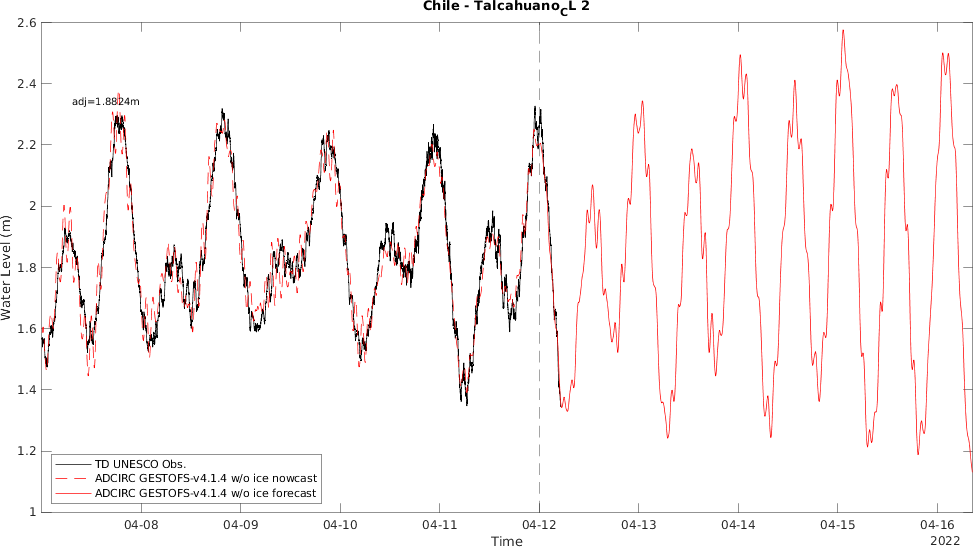 Chile - Talcahuano_CL 2
2.6
2.4
adj=1.8824m
2.2
2
1.8
Water Level (m)
1.6
1.4
1.2
TD UNESCO Obs.
ADCIRC GESTOFS-v4.1.4 w/o ice nowcast
ADCIRC GESTOFS-v4.1.4 w/o ice forecast
1
04-08 04-09 04-10 04-11 04-12 04-13 04-14 04-15 04-16
Time 2022